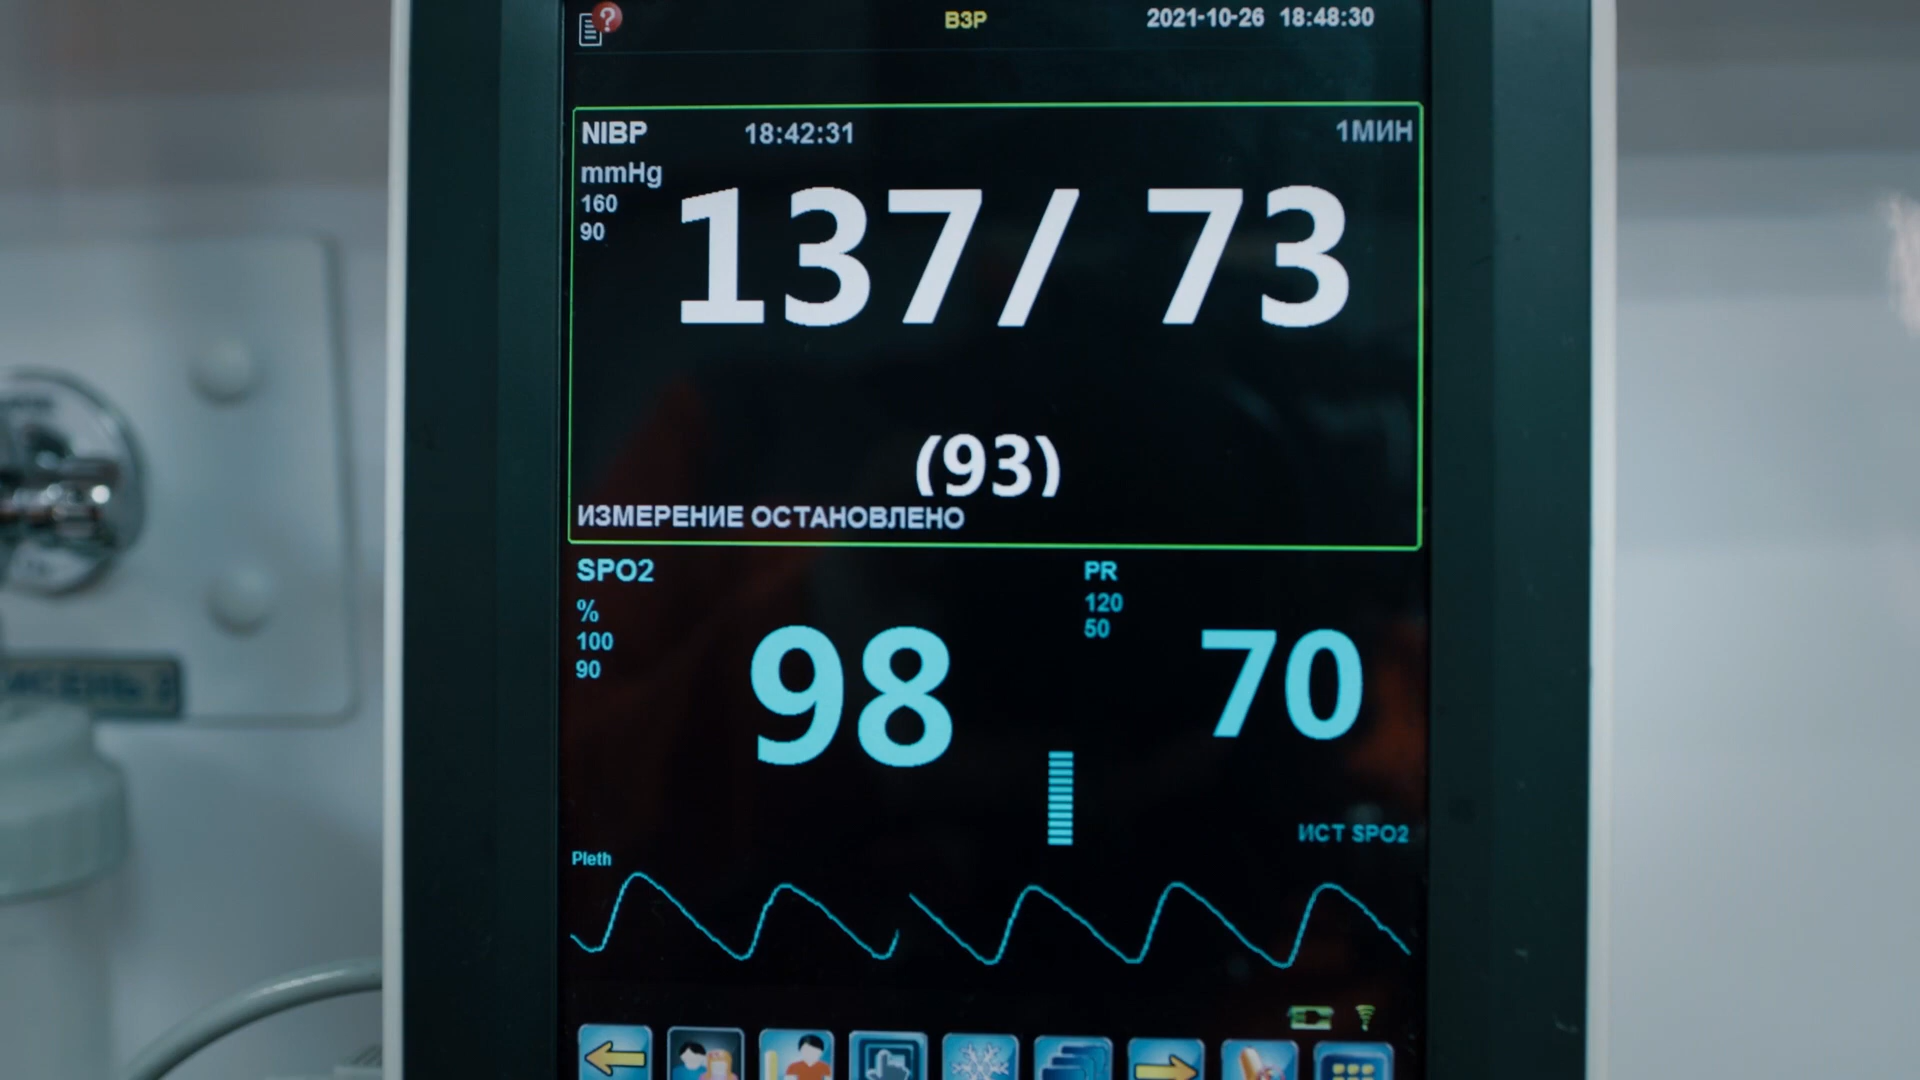 ?
ВЗР 2021-10-26 18:48:30
NIBP 18:42:31 1МИН
mmHg
160
90
137/ 73
(93)
ИЗМЕРЕНИЕ ОСТАНОВЛЕНО
SPO2
%
100
90
98
PR
120
50
70
ИСТ SPO2
Pleth